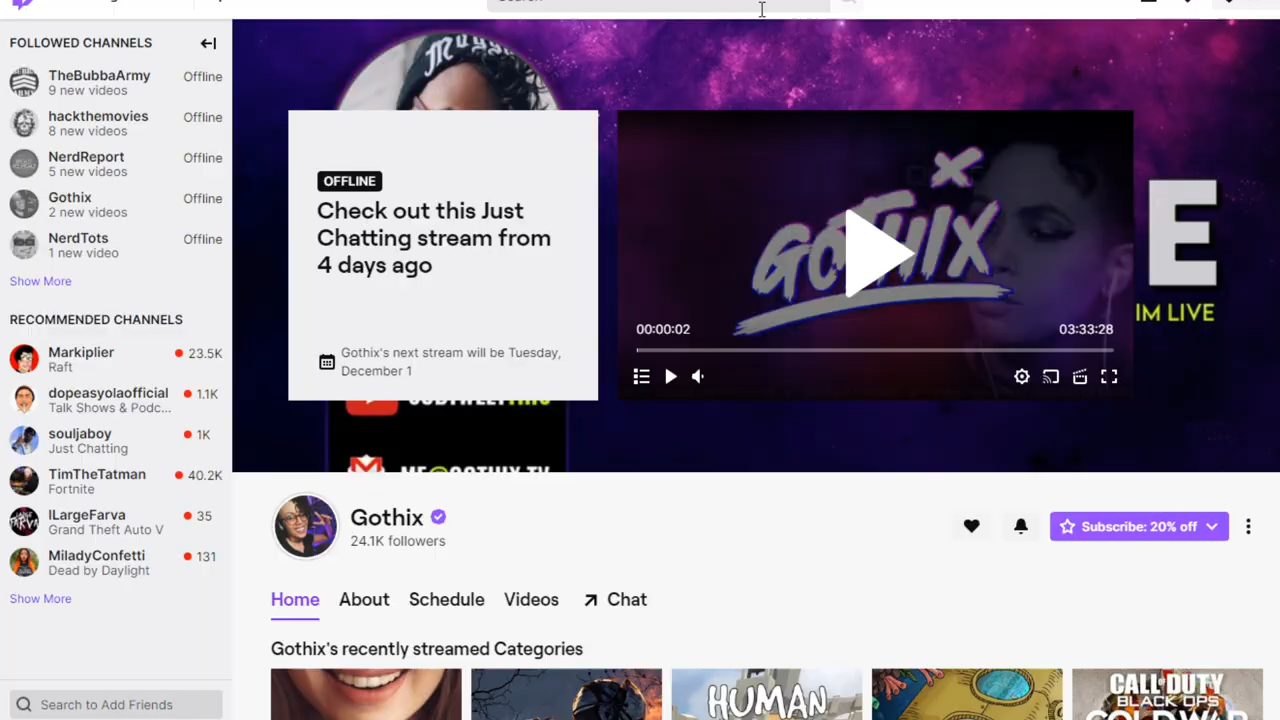 FOLLOWED CHANNELS
TheBubbaArmy
Offline
9 new videos
hackthemovies
Offline
8 new videos
NerdReport
Offline
5 new videos
Gothix
Offline
2 new videos
NerdTots
Offline
1 new video
Show More
RECOMMENDED CHANNELS
Markiplier
23.5K
Raft
dopeasyolaofficial
1.1K
Talk Shows & Podc...
souljaboy
1K
Just Chatting
TimTheTatman
40.2K
Fortnite
ILargeFarva
35
Grand Theft Auto V
MiladyConfetti
131
Dead by Daylight
Show More
Search to Add Friends
OFFLINE
Check out this Just
Chatting stream from
4 days ago
Gothix's next stream will be Tuesday,
December 1
GOTHIX
00:00:02
03:33:28
E
IM LIVE
ME@GOTHIX.TV
Gothix
24.1K followers
Subscribe: 20% off
Home
About
Schedule
Videos
Chat
Gothix's recently streamed Categories
HUMAN
CALL OF DUTY
BLACK OPS
COLD WAR